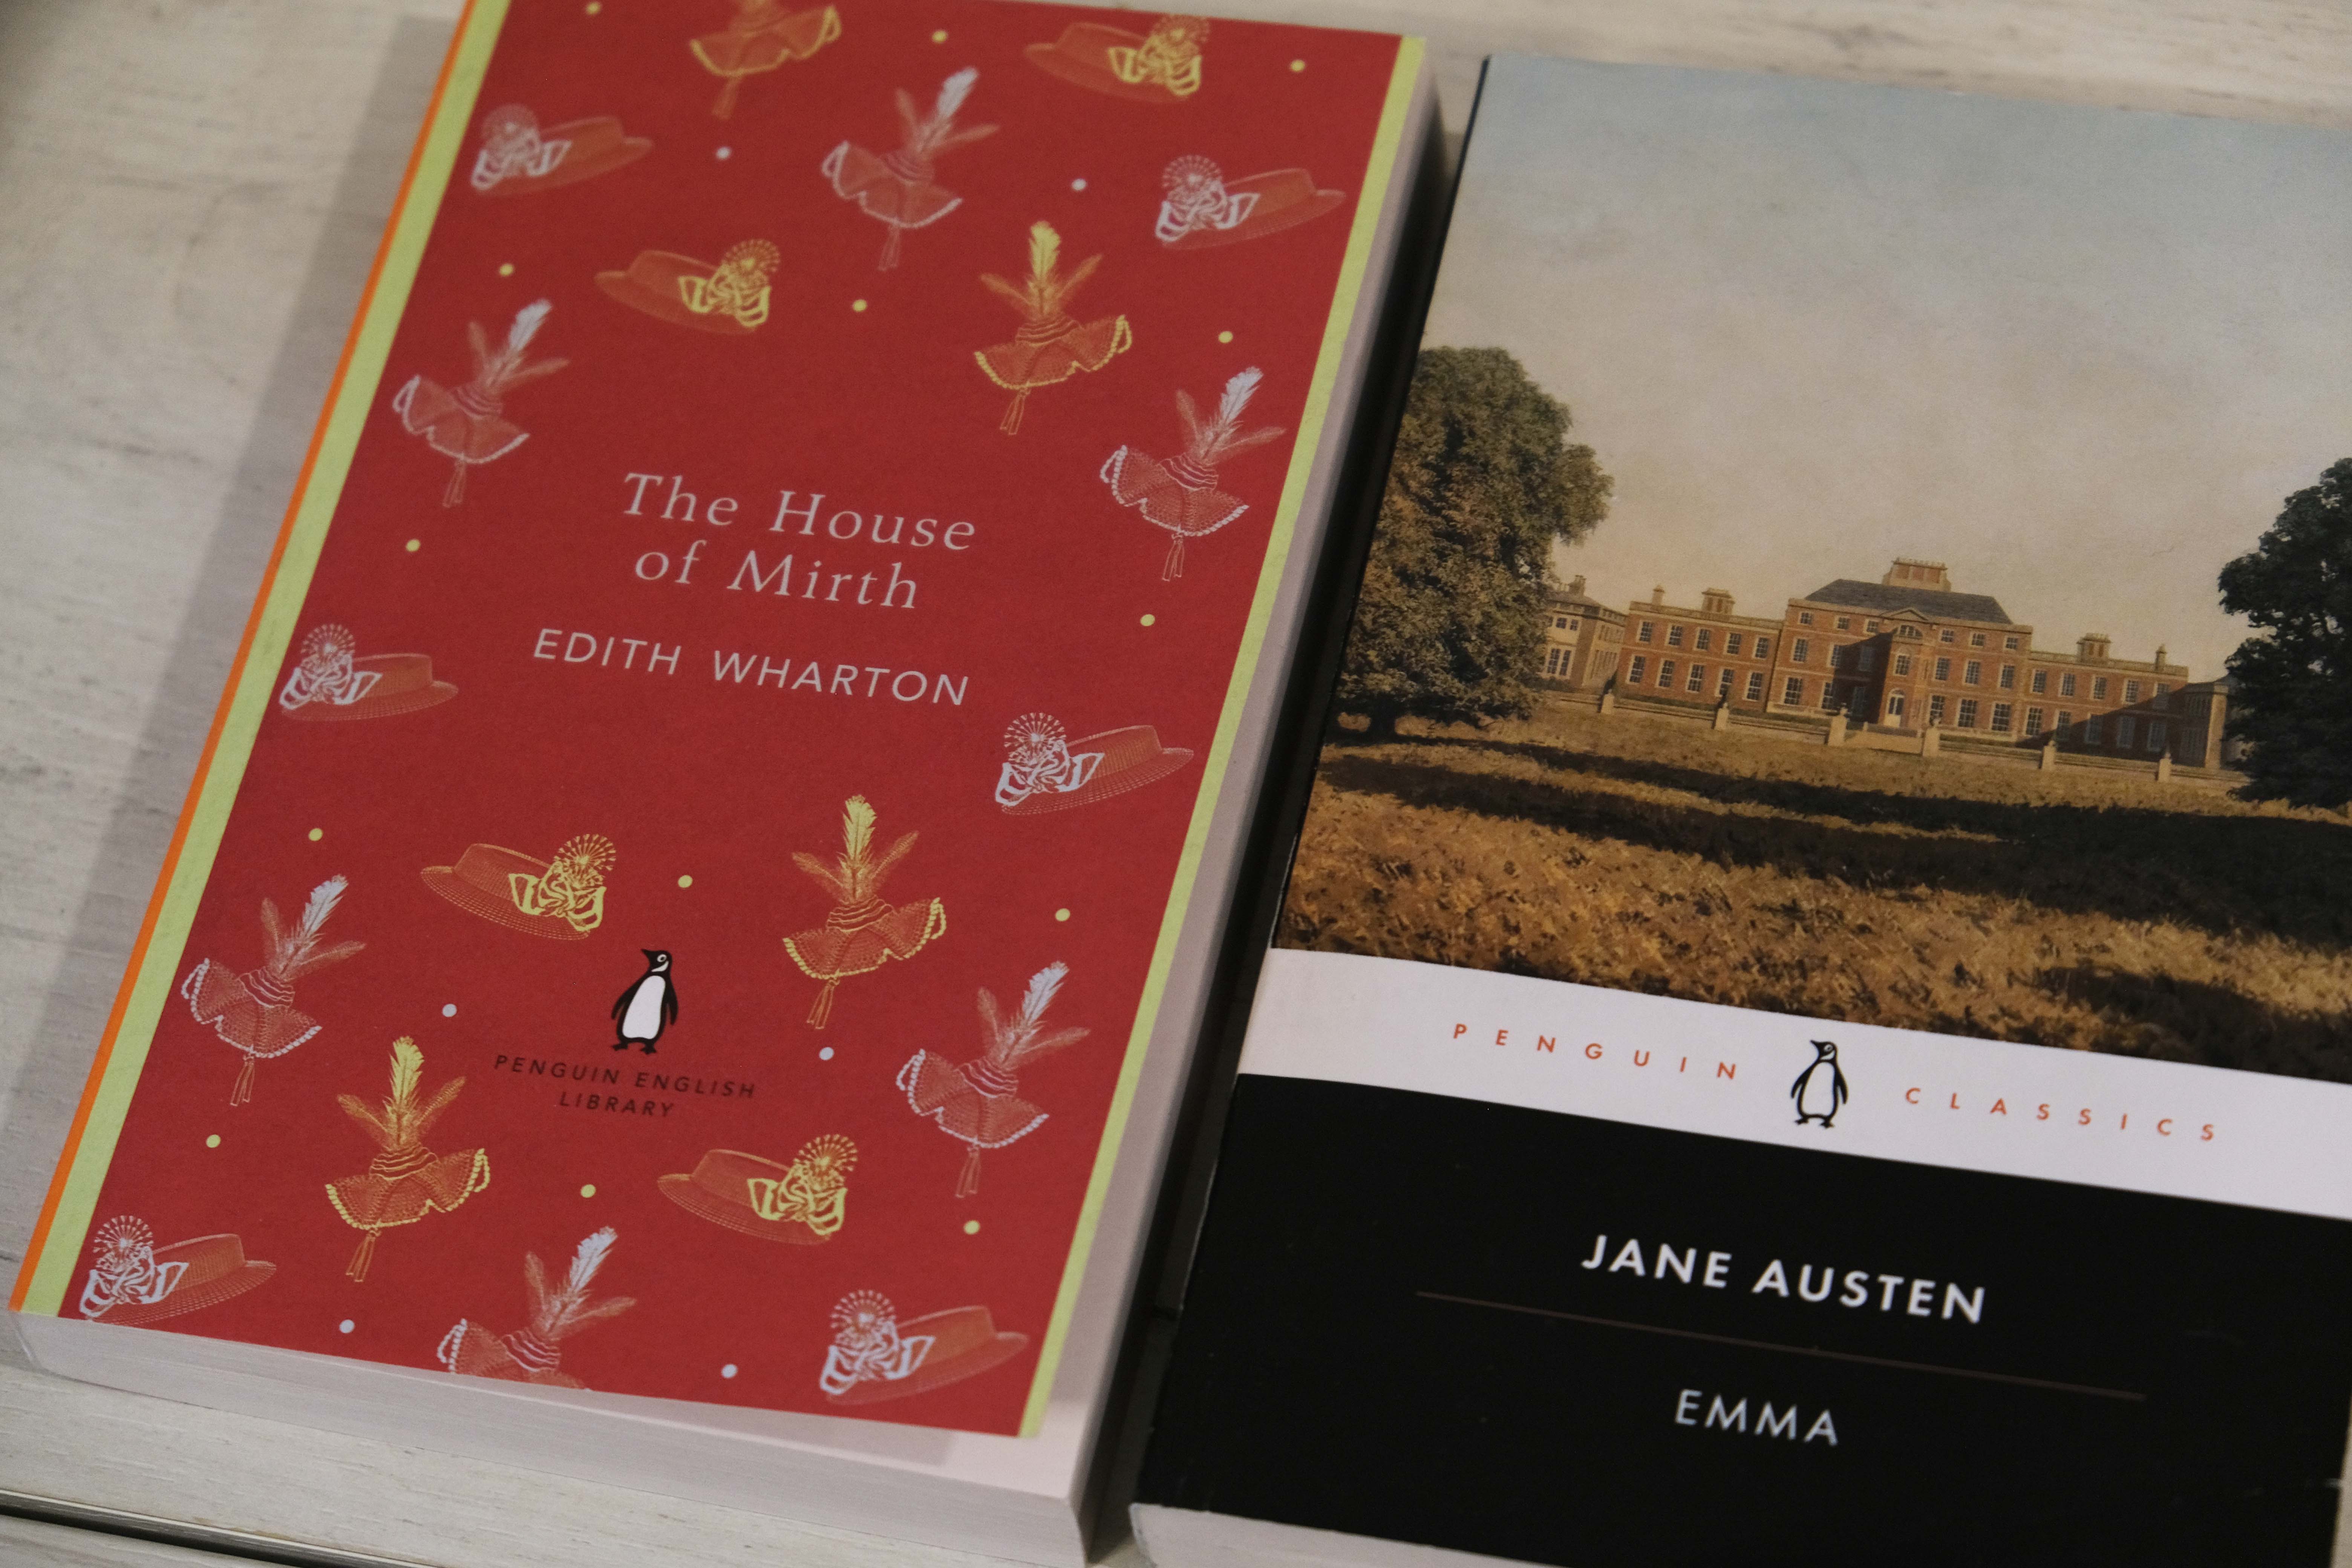 The House
of Mirth
EDITH WHARTON
PENGUIN ENGLISH
LIBRARY
PENGUIN CLASSICS
JANE AUSTEN
EMMA